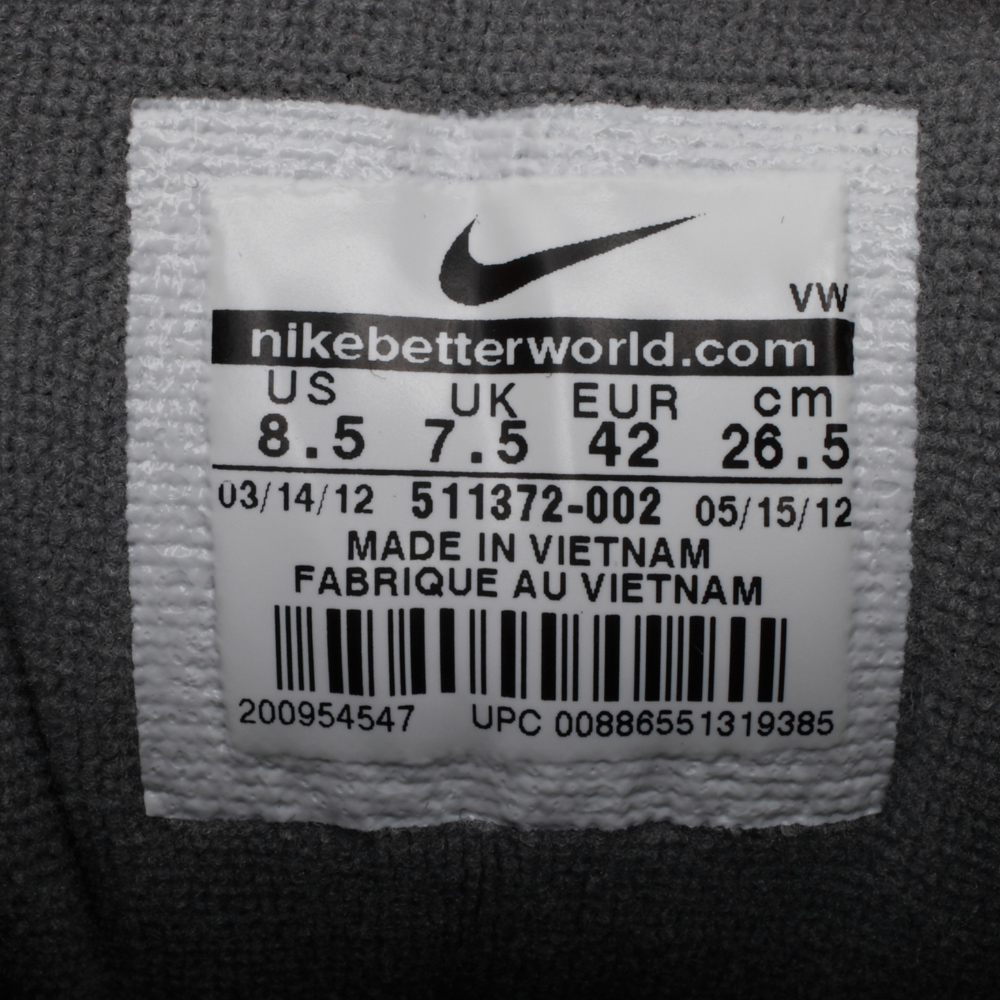 VW
nikebetterworld.com
US UK EUR cm
8.5 7.5 42 26.5
03/14/12 511372-002 05/15/12
MADE IN VIETNAM
FABRIQUE AU VIETNAM
200954547 UPC 00886551319385